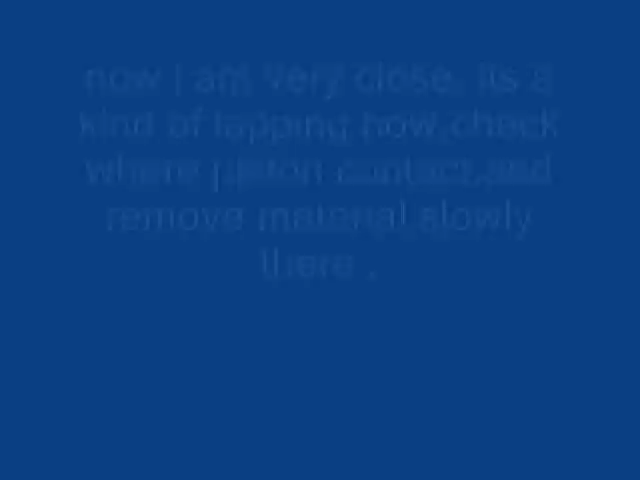 now i am very close, its a
kind of lapping now,check
where piston contact,and
remove material slowly
there .